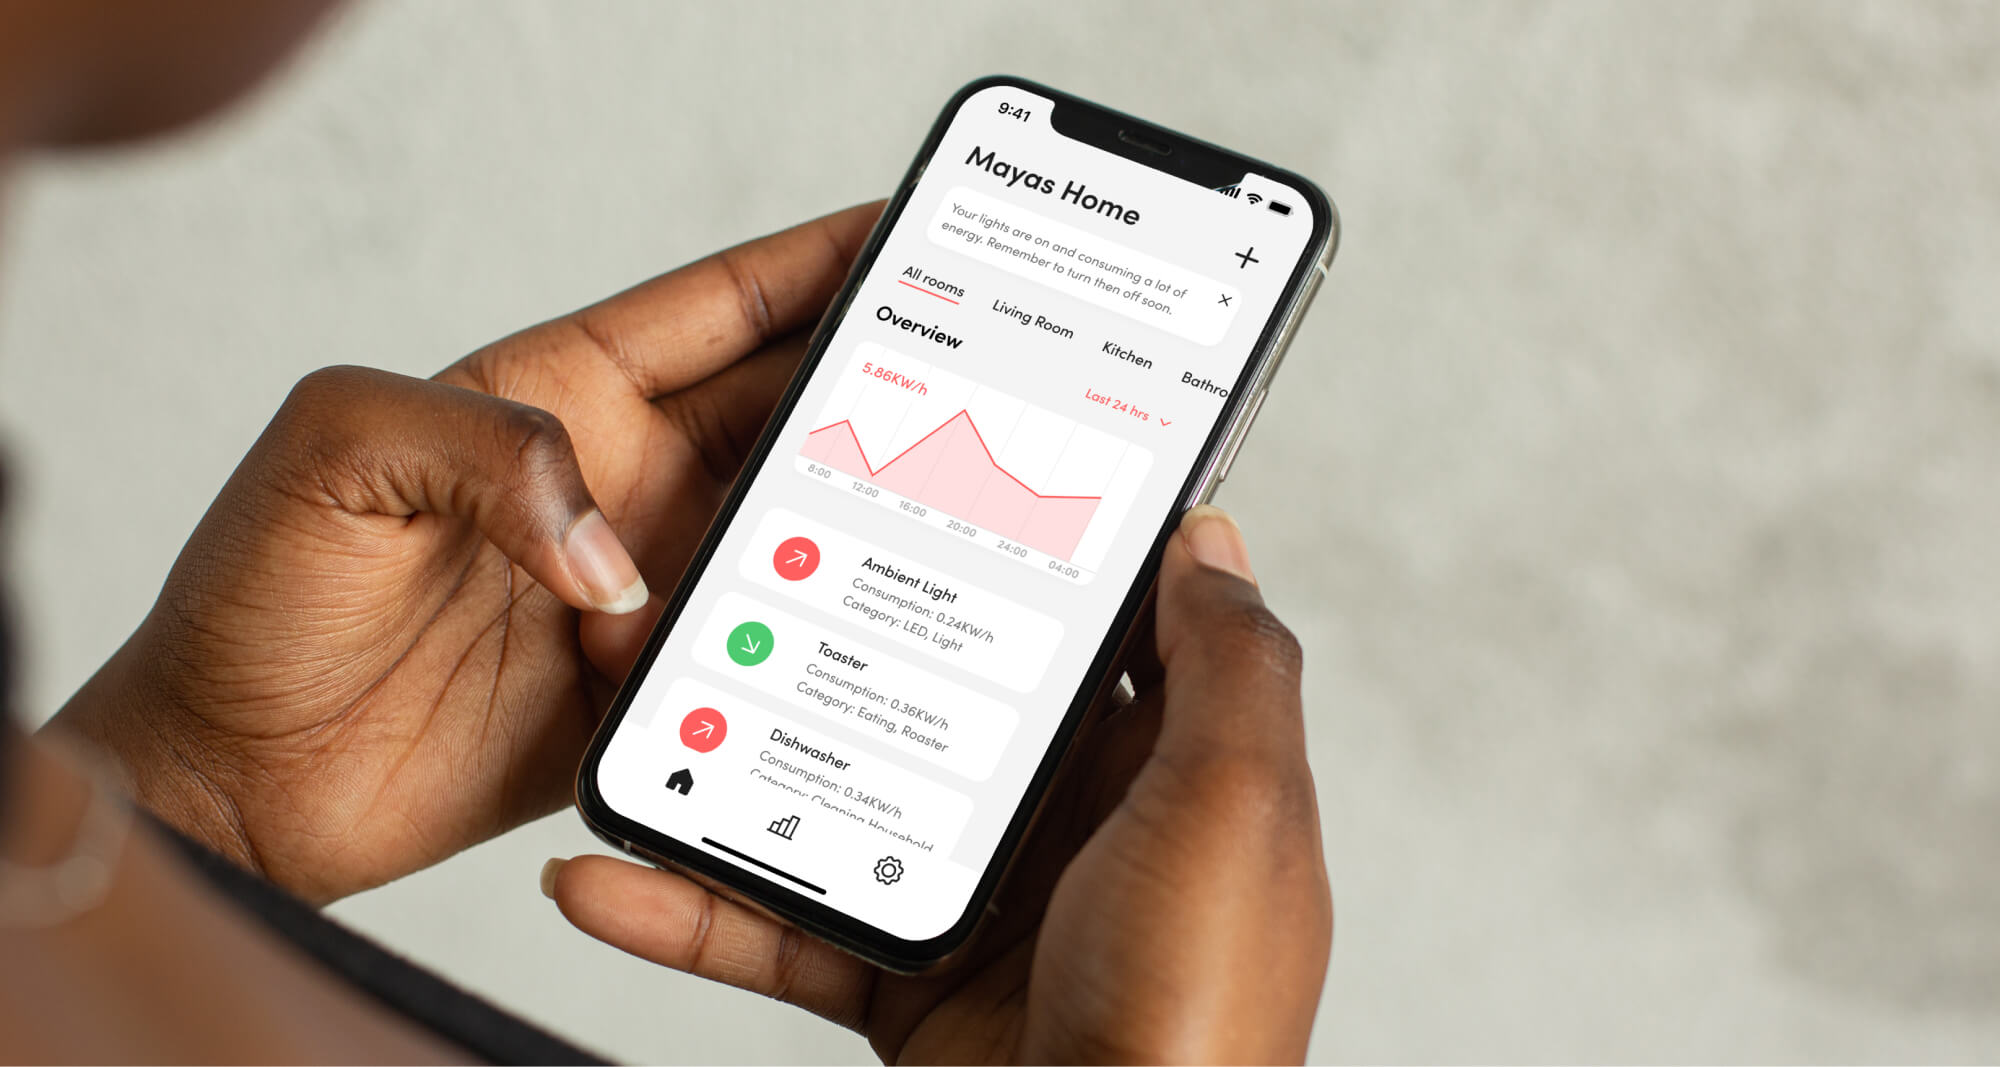 9:41
Mayas Home
Your lights are on and consuming a lot of
energy. Remember to turn then off soon.
All rooms
Living Room
Kitchen
Bathro
Overview
5.86KW/h
Last 24 hrs
8:00
12:00
16:00
20:00
24:00
04:00
Ambient Light
Consumption: 0.24KW/h
Category: LED, Light
Toaster
Consumption: 0.36KW/h
Category: Eating, Roaster
Dishwasher
Consumption: 0.34KW/h
Category: Cleaning Household